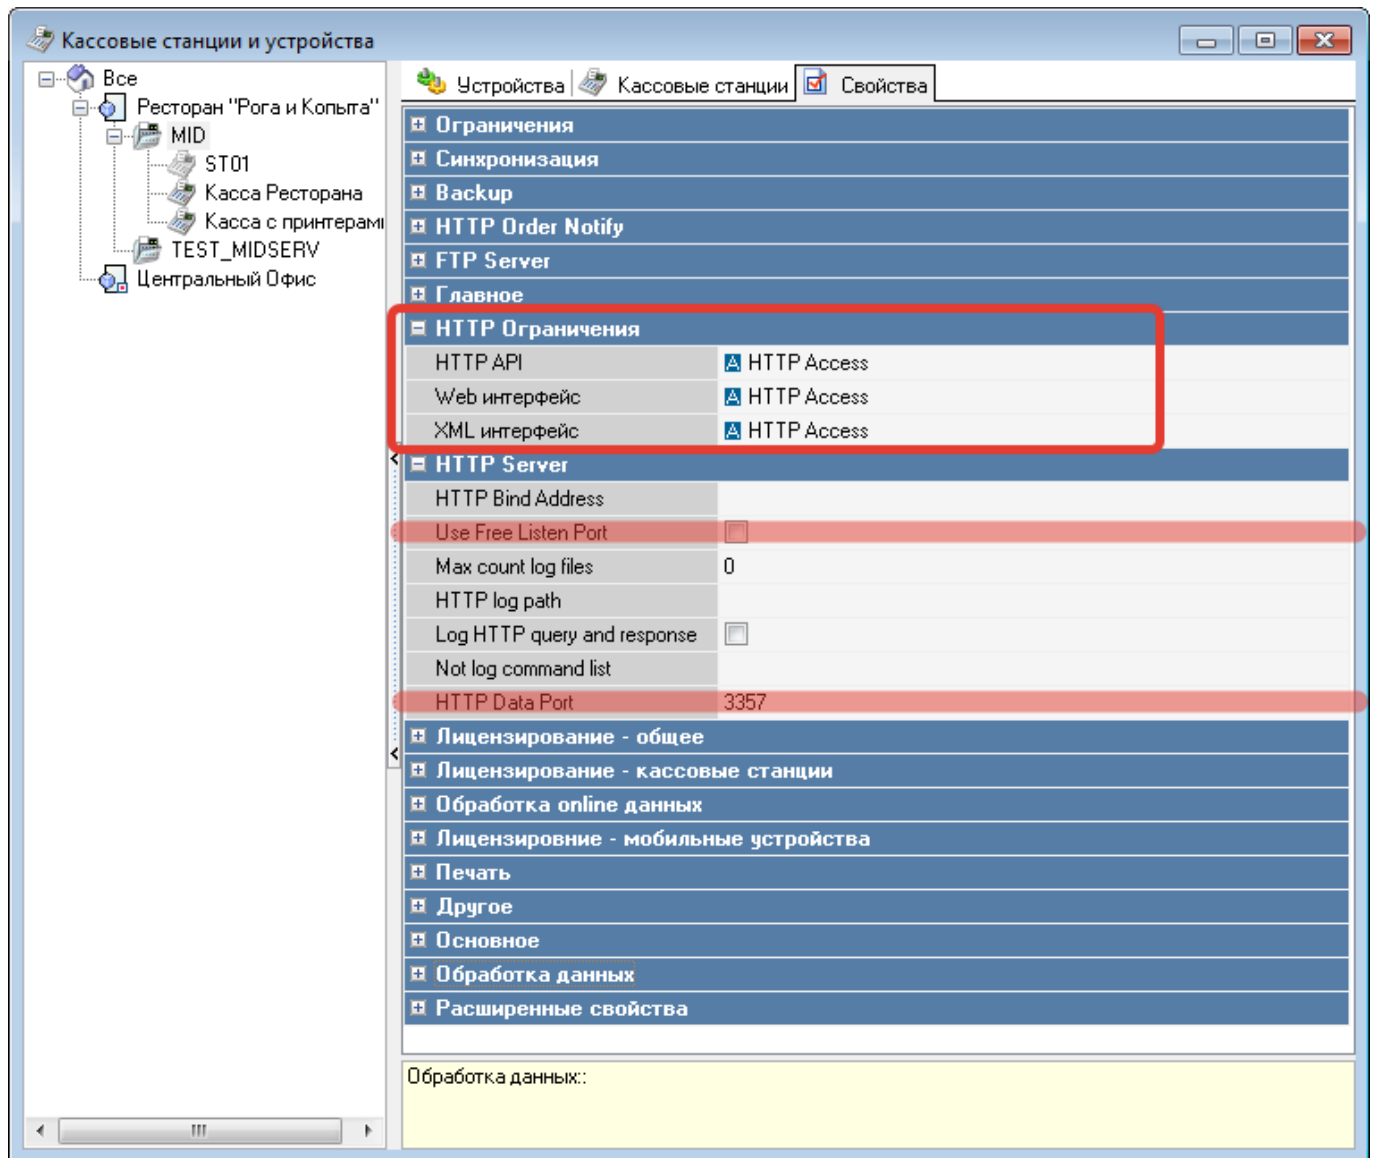 Кассовые станции и устройства
Все
Ресторан "Рога и Копыта"
MID
ST01
Касса Ресторана
Касса с принтерами
TEST_MIDSERV
Центральный Офис
Устройства Кассовые станции Свойства
Ограничения
Синхронизация
Backup
HTTP Order Notify
FTP Server
Главное
HTTP Ограничения
HTTP API A HTTP Access
Web интерфейс A HTTP Access
XML интерфейс A HTTP Access
HTTP Server
HTTP Bind Address
Use Free Listen Port
Max count log files 0
HTTP log path
Log HTTP query and response
Not log command list
HTTP Data Port 3357
Лицензирование - общее
Лицензирование - кассовые станции
Обработка online данных
Лицензировние - мобильные устройства
Печать
Другое
Основное
Обработка данных
Расширенные свойства
Обработка данных::